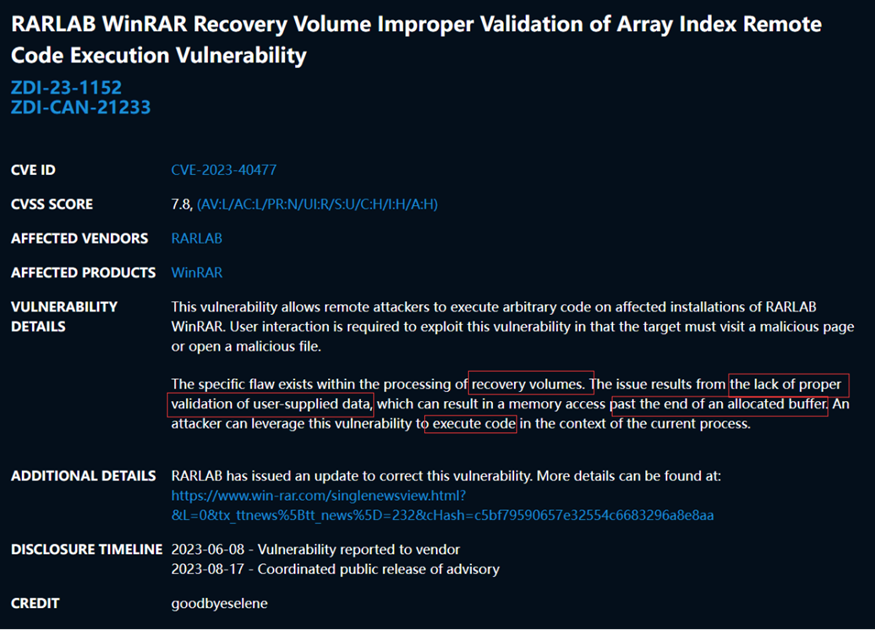 RARLAB WinRAR Recovery Volume Improper Validation of Array Index Remote
Code Execution Vulnerability
ZDI-23-1152
ZDI-CAN-21233
CVE ID CVE-2023-40477
CVSS SCORE 7.8, (AV:L/AC:L/PR:N/UI:R/S:U/C:H/I:H/A:H)
AFFECTED VENDORS RARLAB
AFFECTED PRODUCTS WinRAR
VULNERABILITY DETAILS This vulnerability allows remote attackers to execute arbitrary code on affected installations of RARLAB
WinRAR. User interaction is required to exploit this vulnerability in that the target must visit a malicious page
or open a malicious file.
The specific flaw exists within the processing of recovery volumes. The issue results from the lack of proper
validation of user-supplied data, which can result in a memory access past the end of an allocated buffer. An
attacker can leverage this vulnerability to execute code in the context of the current process.
ADDITIONAL DETAILS RARLAB has issued an update to correct this vulnerability. More details can be found at:
https://www.win-rar.com/singlenewsview.html?
&L=0&tx_ttnews%5Btt_news%5D=232&cHash=c5bf79590657e32554c6683296a8e8aa
DISCLOSURE TIMELINE 2023-06-08 - Vulnerability reported to vendor
2023-08-17 - Coordinated public release of advisory
CREDIT goodbyeselene